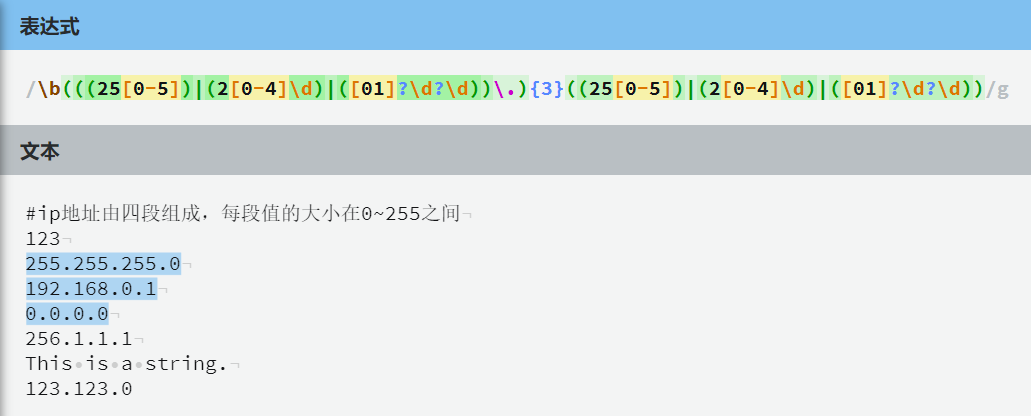 表达式
/\b(((25[0-5])|(2[0-4]\d)|([01]?\d?\d))\.){3}((25[0-5])|(2[0-4]\d)|([01]?\d?\d))/g
文本
#ip地址由四段组成，每段值的大小在0~255之间¬
123¬
255.255.255.0¬
192.168.0.1¬
0.0.0.0¬
256.1.1.1¬
This•is•a•string.¬
123.123.0